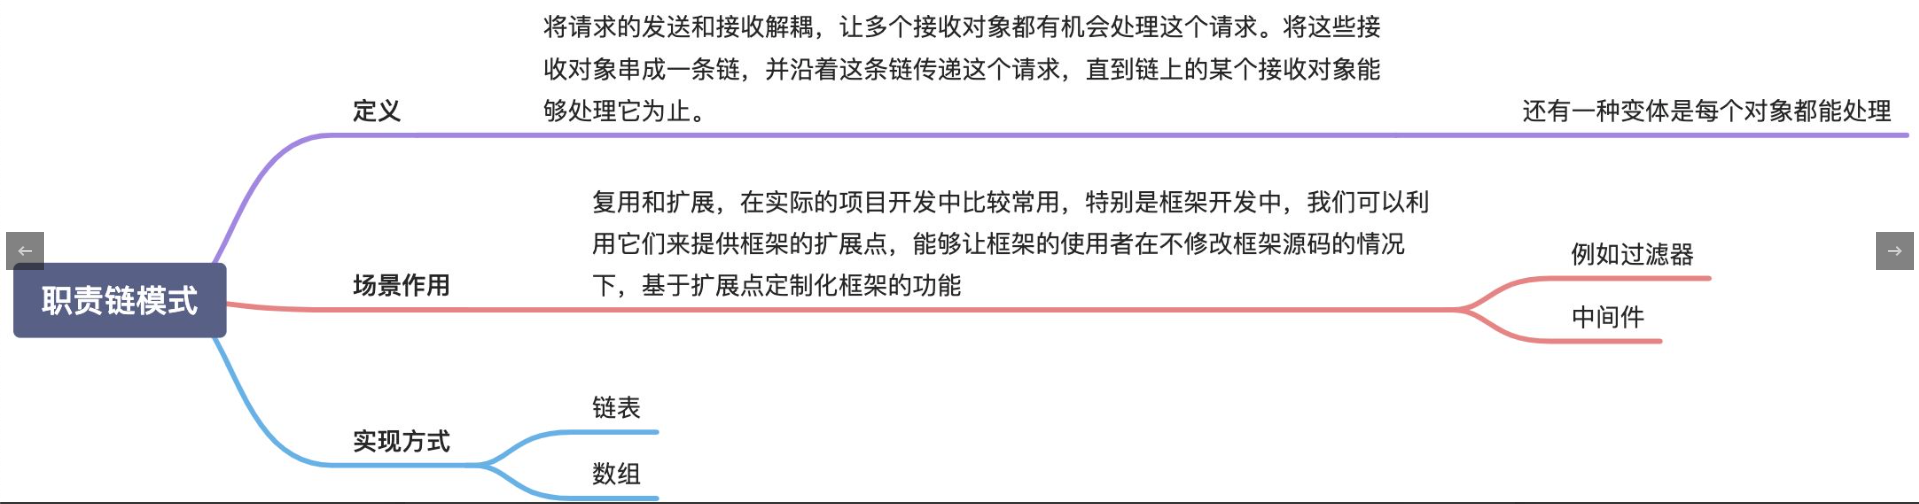 将请求的发送和接收解耦，让多个接收对象都有机会处理这个请求。将这些接
收对象串成一条链，并沿着这条链传递这个请求，直到链上的某个接收对象能
够处理它为止。
定义
还有一种变体是每个对象都能处理
复用和扩展，在实际的项目开发中比较常用，特别是框架开发中，我们可以利
用它们来提供框架的扩展点，能够让框架的使用者在不修改框架源码的情况
下，基于扩展点定制化框架的功能
场景作用
例如过滤器
中间件
职责链模式
链表
实现方式
数组